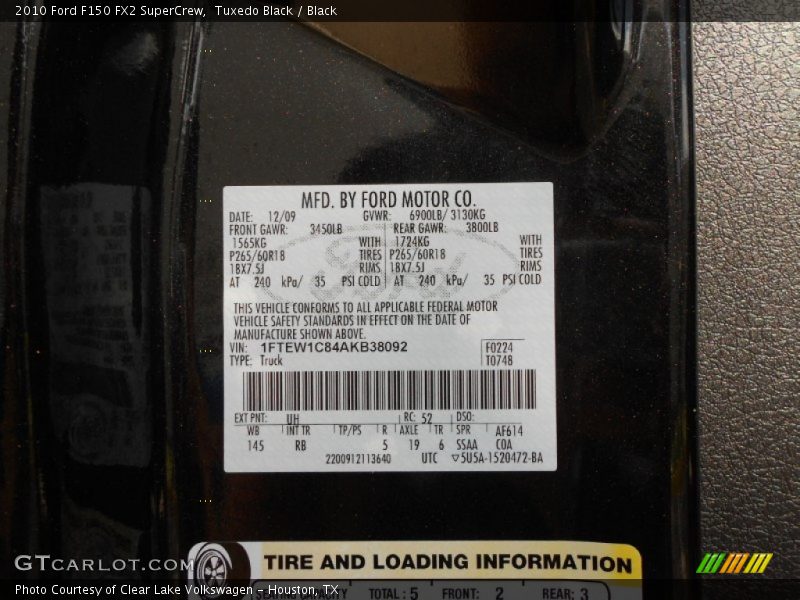 2010 Ford F150 FX2 SuperCrew,  Tuxedo Black / Black
MFD. BY FORD MOTOR CO.
DATE: 12/09 GVWR: 6900LB/ 3130KG
FRONT GAWR: 3450LB REAR GAWR: 3800LB
1565KG WITH 1724KG WITH
P265/60R18 TIRES P265/60R18 TIRES
18X7.5J RIMS 18X7.5J RIMS
AT 240 kPa/ 35 PSI COLD AT 240 kPa/ 35 PSI COLD
THIS VEHICLE CONFORMS TO ALL APPLICABLE FEDERAL MOTOR
VEHICLE SAFETY STANDARDS IN EFFECT ON THE DATE OF
MANUFACTURE SHOWN ABOVE.
VIN: 1FTEW1C84AKB38092 F0224
TYPE: Truck T0748
EXT PNT: UH RC: 52 DSO:
WB INT TR TP/PS R AXLE TR SPR AF614
145 RB 5 19 6 SSAA COA
2200912113640 UTC ▽5U5A-1520472-BA
TIRE AND LOADING INFORMATION
SEATING CAPACITY TOTAL: 5 FRONT: 2 REAR: 3
GTCARLOT.COM
Photo Courtesy of Clear Lake Volkswagen – Houston, TX